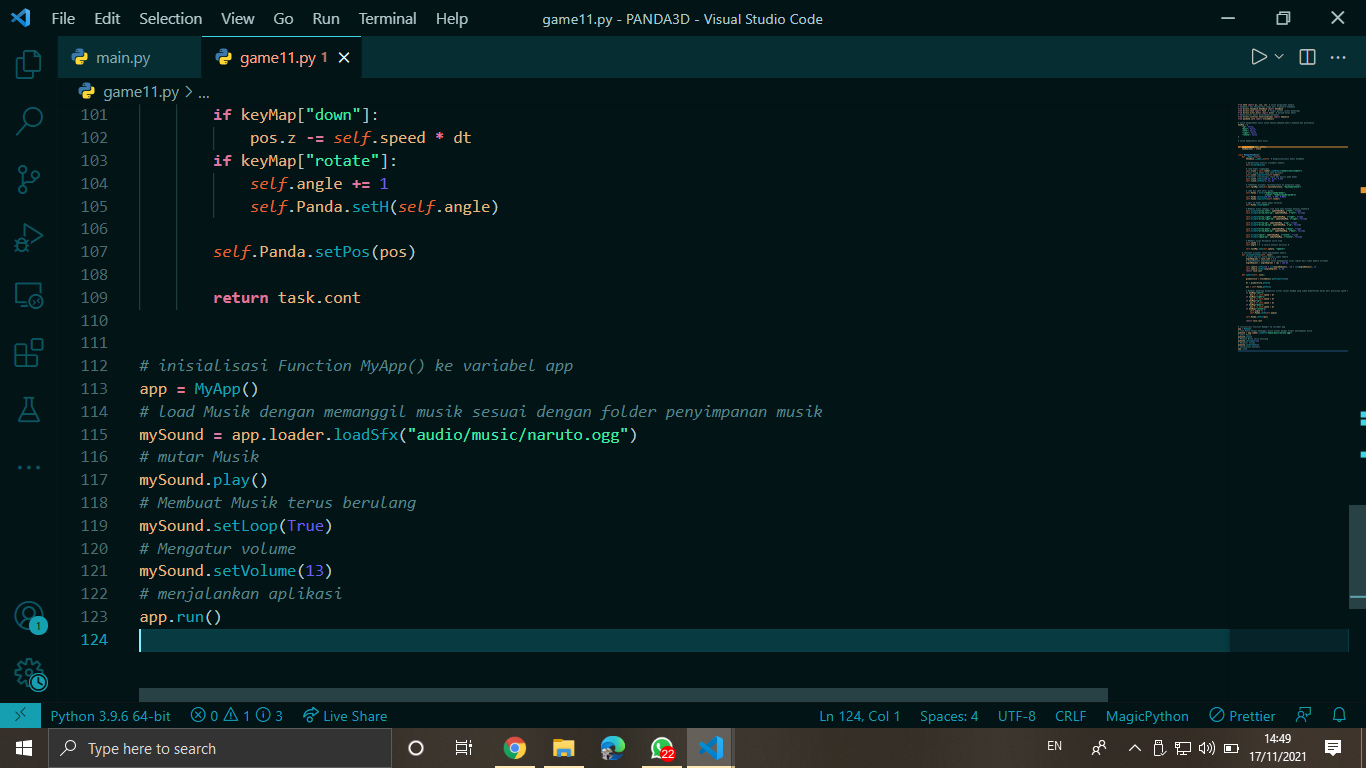 File Edit Selection View Go Run Terminal Help game11.py - PANDA3D - Visual Studio Code
main.py game11.py 1
game11.py > ...
101 if keyMap["down"]:
102 pos.z -= self.speed * dt
103 if keyMap["rotate"]:
104 self.angle += 1
105 self.Panda.setH(self.angle)
106
107 self.Panda.setPos(pos)
108
109 return task.cont
110
111
112 # inisialisasi Function MyApp() ke variabel app
113 app = MyApp()
114 # load Musik dengan memanggil musik sesuai dengan folder penyimpanan musik
115 mySound = app.loader.loadSfx("audio/music/naruto.ogg")
116 # mutar Musik
117 mySound.play()
118 # Membuat Musik terus berulang
119 mySound.setLoop(True)
120 # Mengatur volume
121 mySound.setVolume(13)
122 # menjalankan aplikasi
123 app.run()
124
1
Python 3.9.6 64-bit 0 1 3 Live Share Ln 124, Col 1 Spaces: 4 UTF-8 CRLF MagicPython Prettier
Type here to search 22 EN 14:49
17/11/2021